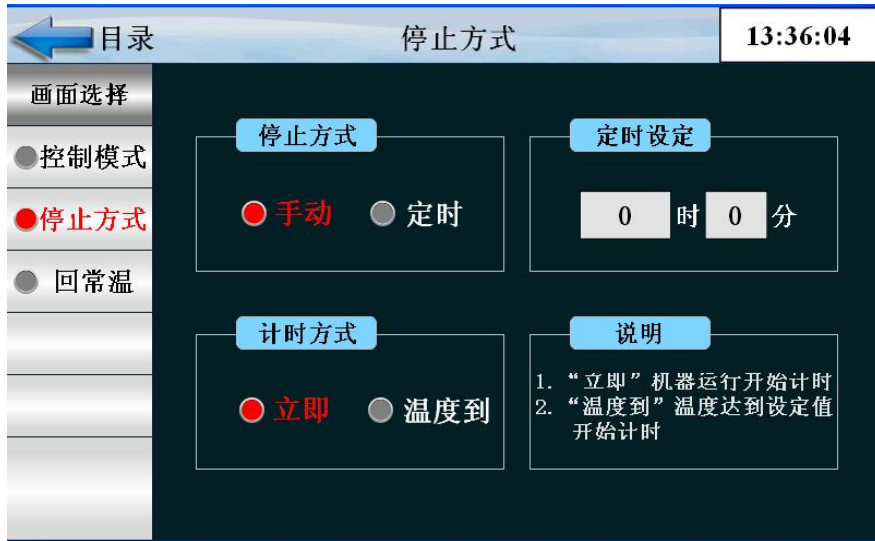 目录
停止方式
13:36:04
画面选择
控制模式
停止方式
回常温
停止方式
手动
定时
定时设定
0 时 0 分
计时方式
立即
温度到
说明
1. “立即”机器运行开始计时
2. “温度到”温度达到设定值
开始计时